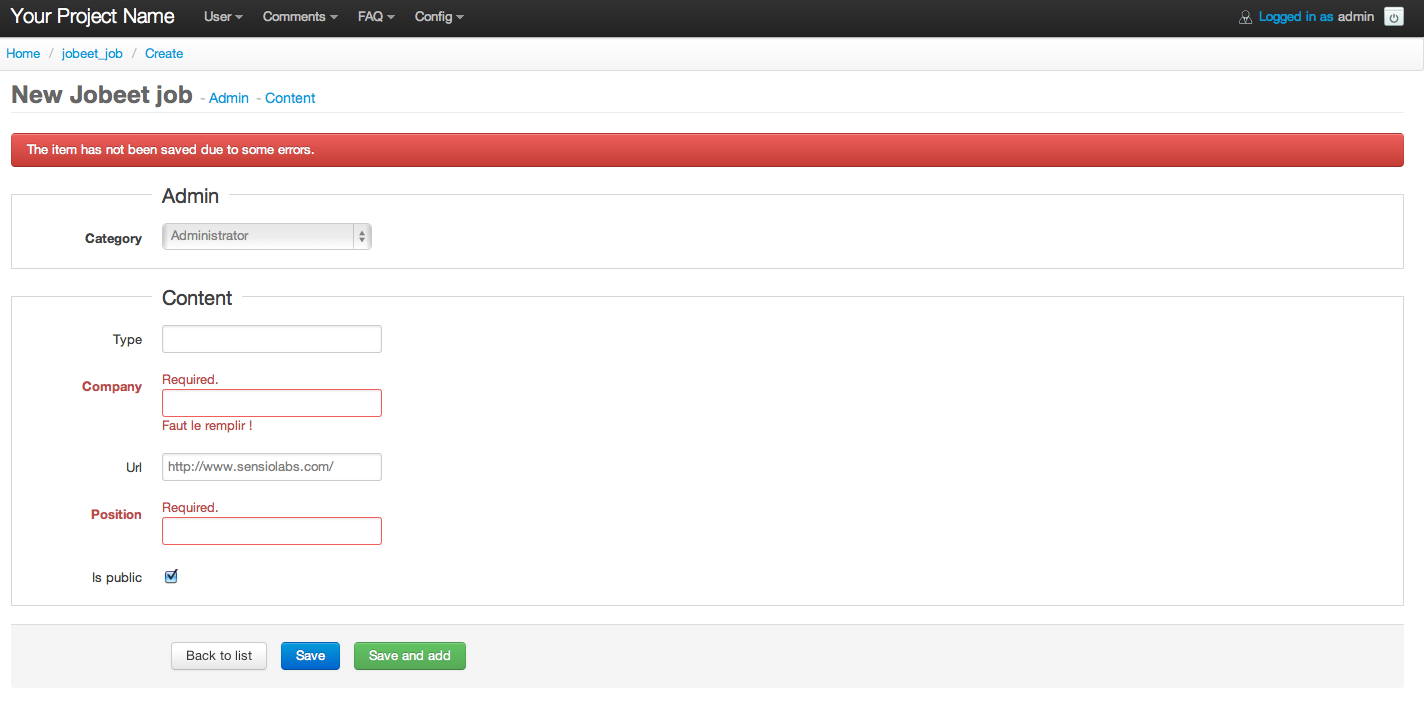 Your Project Name User Comments FAQ Config Logged in as admin
Home / jobeet_job / Create
New Jobeet job - Admin - Content
The item has not been saved due to some errors.
Admin
Category Administrator
Content
Type
Required.
Company
Faut le remplir !
Url http://www.sensiolabs.com/
Required.
Position
Is public
Back to list Save Save and add